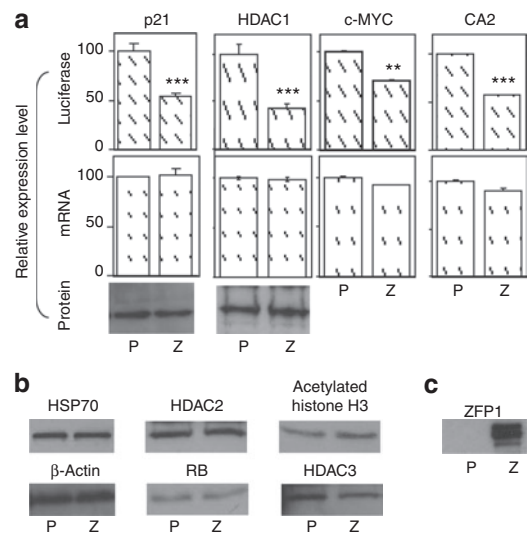 a
p21 HDAC1 c-MYC CA2
Relative expression level
Luciferase
100
50
0
***
***
**
***
mRNA
100
50
0
P Z
P Z
Protein
P Z
P Z
b
HSP70
HDAC2
Acetylated
histone H3
β-Actin
RB
HDAC3
P Z
P Z
P Z
c
ZFP1
P Z